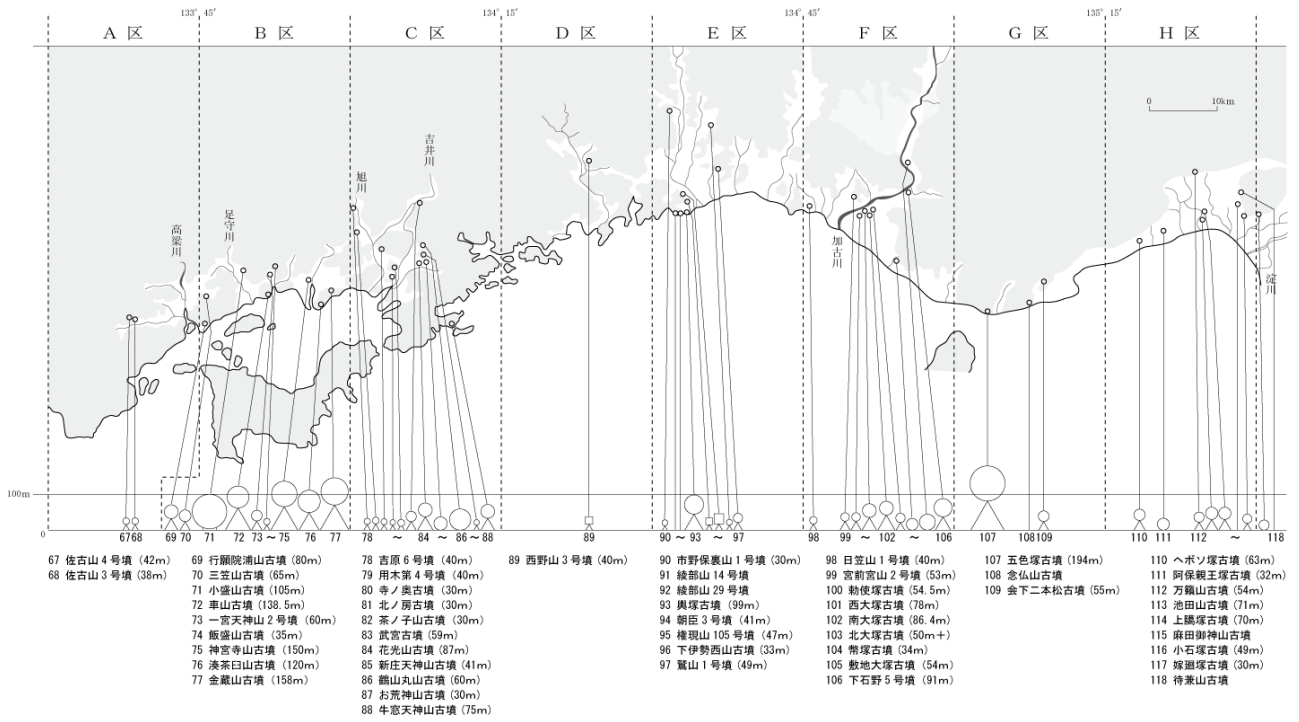 133° 45′
134° 15′
134° 45′
135° 15′
A 区
B 区
C 区
D 区
E 区
F 区
G 区
H 区
0 10km
吉井川
旭川
足守川
高梁川
加古川
淀川
100m
0
67 68
69 70 71 72 73 〜 75 76 77
78 〜 84 〜 86 〜 88
89
90 〜 93 〜 97
98 99 〜 102 〜 106
107 108 109
110 111 112 〜 118
67 佐古山 4 号墳 (42m)
68 佐古山 3 号墳 (38m)
69 行願院浦山古墳 (80m)
70 三笠山古墳 (65m)
71 小盛山古墳 (105m)
72 車山古墳 (138.5m)
73 一宮天神山 2 号墳 (60m)
74 飯盛山古墳 (35m)
75 神宮寺山古墳 (150m)
76 湊茶臼山古墳 (120m)
77 金蔵山古墳 (158m)
78 吉原 6 号墳 (40m)
79 用木第 4 号墳 (40m)
80 寺ノ奥古墳 (30m)
81 北ノ房古墳 (30m)
82 茶ノ子山古墳 (30m)
83 武宮古墳 (59m)
84 花光山古墳 (87m)
85 新庄天神山古墳 (41m)
86 鶴山丸山古墳 (60m)
87 お荒神山古墳 (30m)
88 牛窓天神山古墳 (75m)
89 西野山 3 号墳 (40m)
90 市野保裏山 1 号墳 (30m)
91 綾部山 14 号墳
92 綾部山 29 号墳
93 輿塚古墳 (99m)
94 朝臣 3 号墳 (41m)
95 権現山 105 号墳 (47m)
96 下伊勢西山古墳 (33m)
97 鷲山 1 号墳 (49m)
98 日笠山 1 号墳 (40m)
99 宮前宮山 2 号墳 (53m)
100 勅使塚古墳 (54.5m)
101 西大塚古墳 (78m)
102 南大塚古墳 (86.4m)
103 北大塚古墳 (50m＋)
104 幣塚古墳 (34m)
105 敷地大塚古墳 (54m)
106 下石野 5 号墳 (91m)
107 五色塚古墳 (194m)
108 念仏山古墳
109 会下二本松古墳 (55m)
110 ヘボソ塚古墳 (63m)
111 阿保親王塚古墳 (32m)
112 万籟山古墳 (54m)
113 池田山古墳 (71m)
114 上臈塚古墳 (70m)
115 麻田御神山古墳
116 小石塚古墳 (49m)
117 嫁廻塚古墳 (30m)
118 待兼山古墳